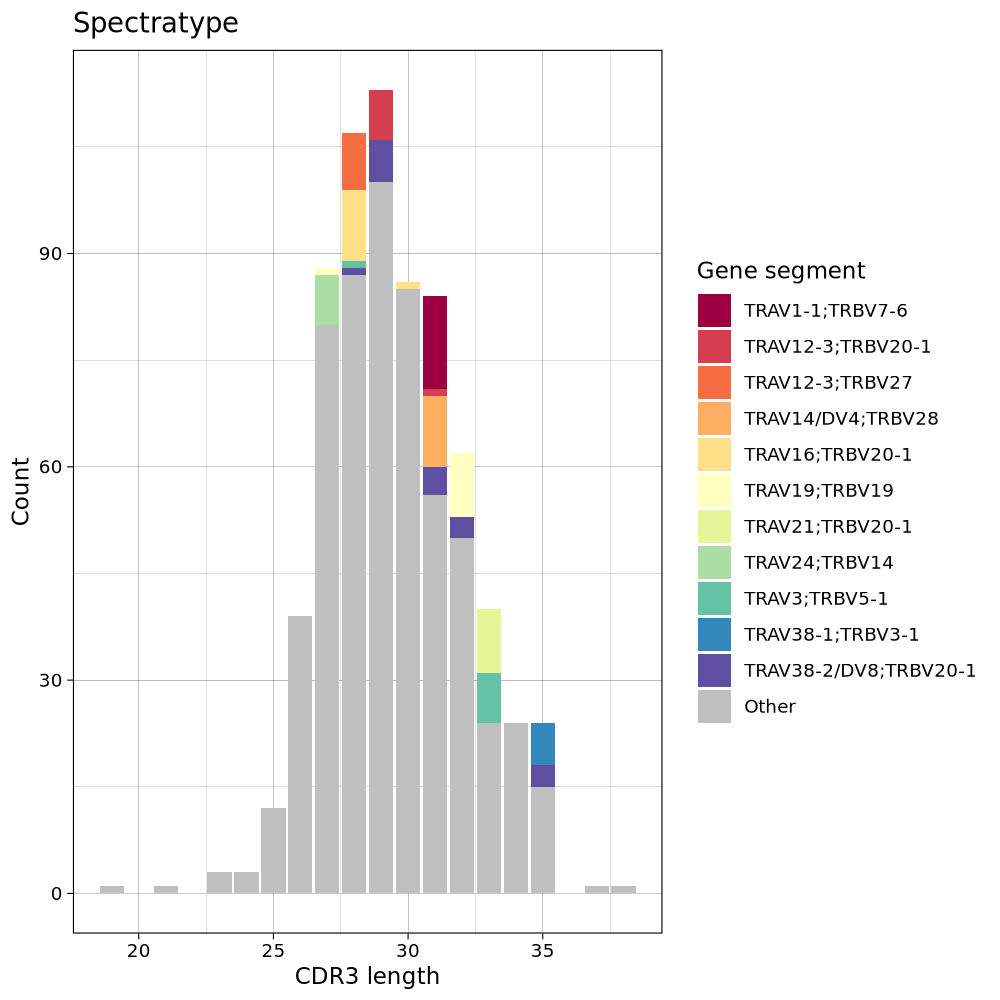 Spectratype
Count
90
60
30
0
20
25
30
35
CDR3 length
Gene segment
TRAV1-1;TRBV7-6
TRAV12-3;TRBV20-1
TRAV12-3;TRBV27
TRAV14/DV4;TRBV28
TRAV16;TRBV20-1
TRAV19;TRBV19
TRAV21;TRBV20-1
TRAV24;TRBV14
TRAV3;TRBV5-1
TRAV38-1;TRBV3-1
TRAV38-2/DV8;TRBV20-1
Other